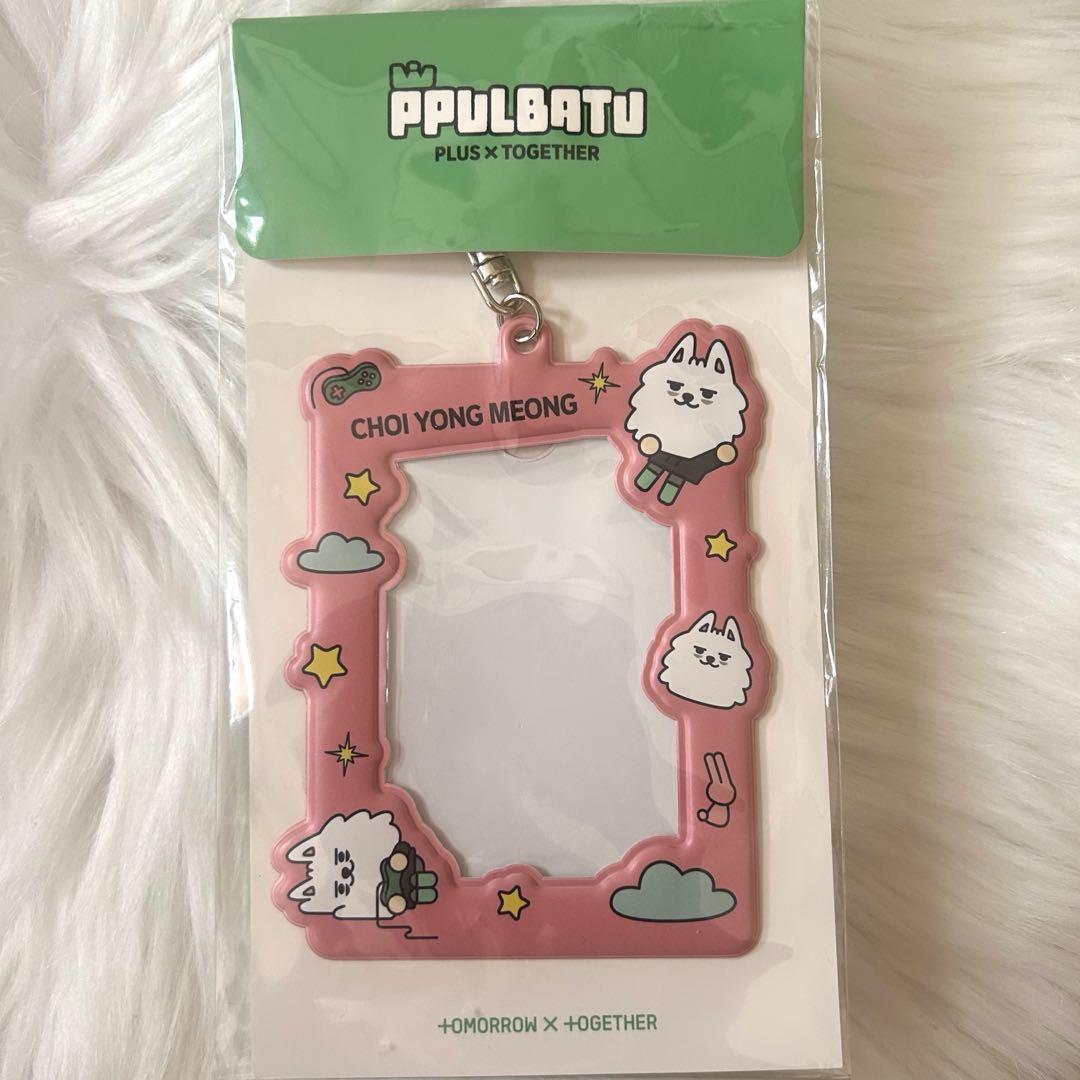 PPULBATU
PLUS × TOGETHER
CHOI YONG MEONG
TOMORROW × TOGETHER